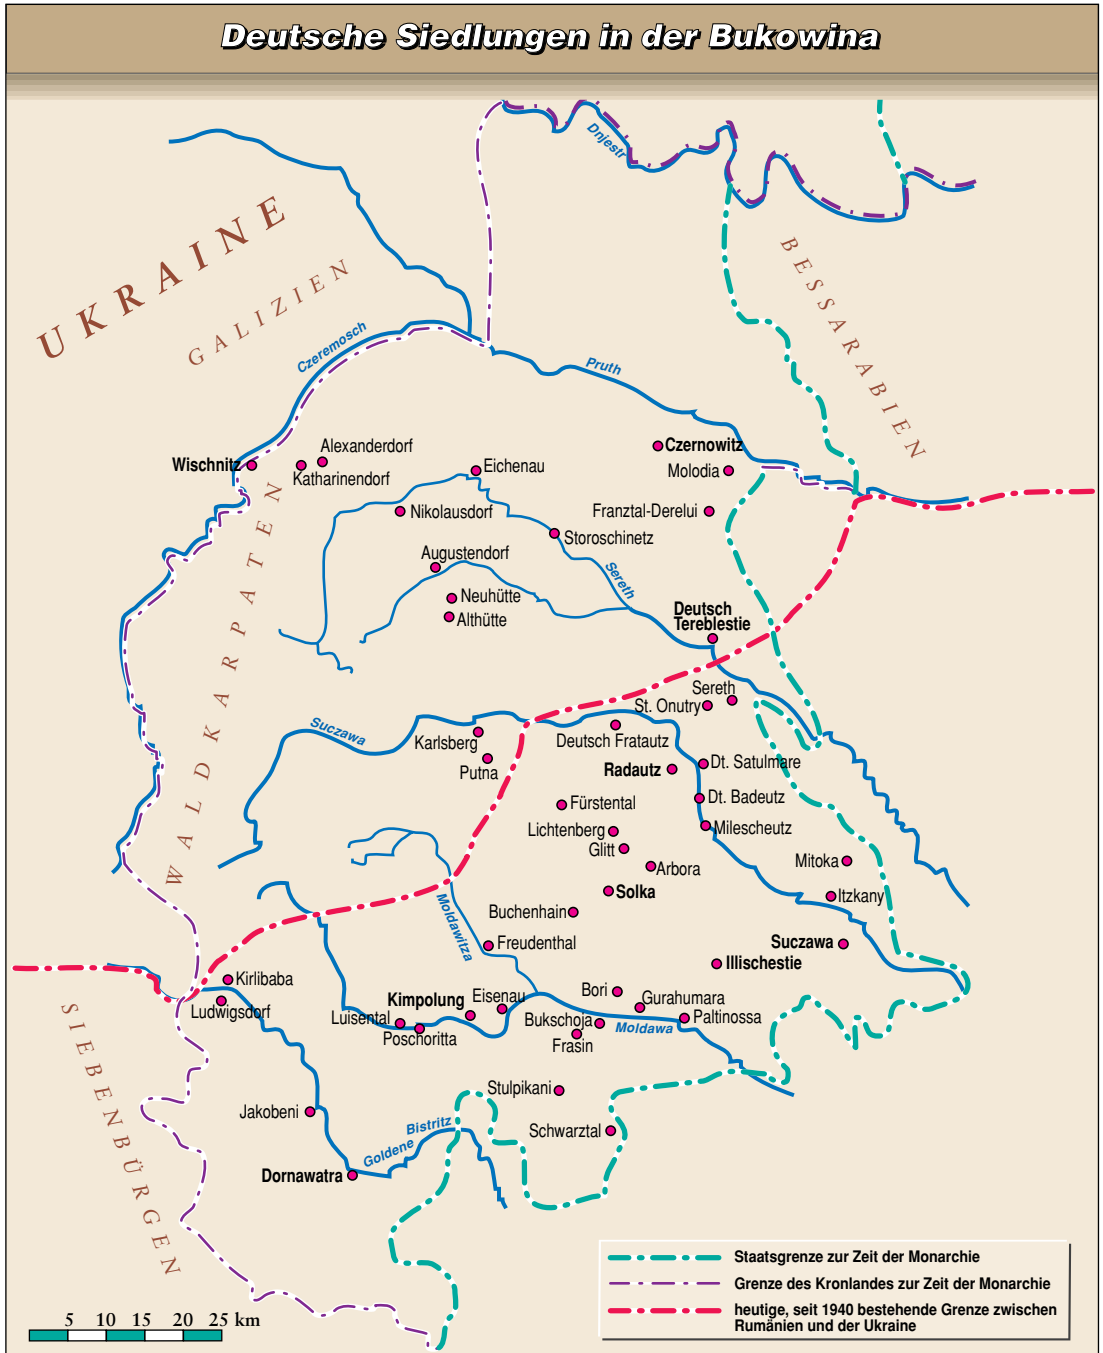 Deutsche Siedlungen in der Bukowina
Dnjestr
UKRAINE
GALIZIEN
BESSARABIEN
Czeremosch
Pruth
Czernowitz
Alexanderdorf
Wischnitz
Katharinendorf
Eichenau
Molodia
Nikolausdorf
Franztal-Derelui
Storoschinetz
WALDKARPATEN
Augustendorf
Sereth
Neuhütte
Althütte
Deutsch
Tereblestie
Sereth
St. Onutry
Suczawa
Karlsberg
Deutsch Fratautz
Putna
Radautz
Dt. Satulmare
Fürstental
Dt. Badeutz
Lichtenberg
Milescheutz
Glitt
Arbora
Mitoka
Solka
Itzkany
Moldawitza
Buchenhain
Freudenthal
Suczawa
Illischestie
Kirlibaba
Ludwigsdorf
Kimpolung
Eisenau
Bori
Gurahumara
Luisental
Poschoritta
Bukschoja
Paltinossa
Moldawa
Frasin
SIEBENBÜRGEN
Stulpikani
Jakobeni
Schwarztal
Goldene Bistritz
Dornawatra
Staatsgrenze zur Zeit der Monarchie
Grenze des Kronlandes zur Zeit der Monarchie
heutige, seit 1940 bestehende Grenze zwischen
Rumänien und der Ukraine
5 10 15 20 25 km